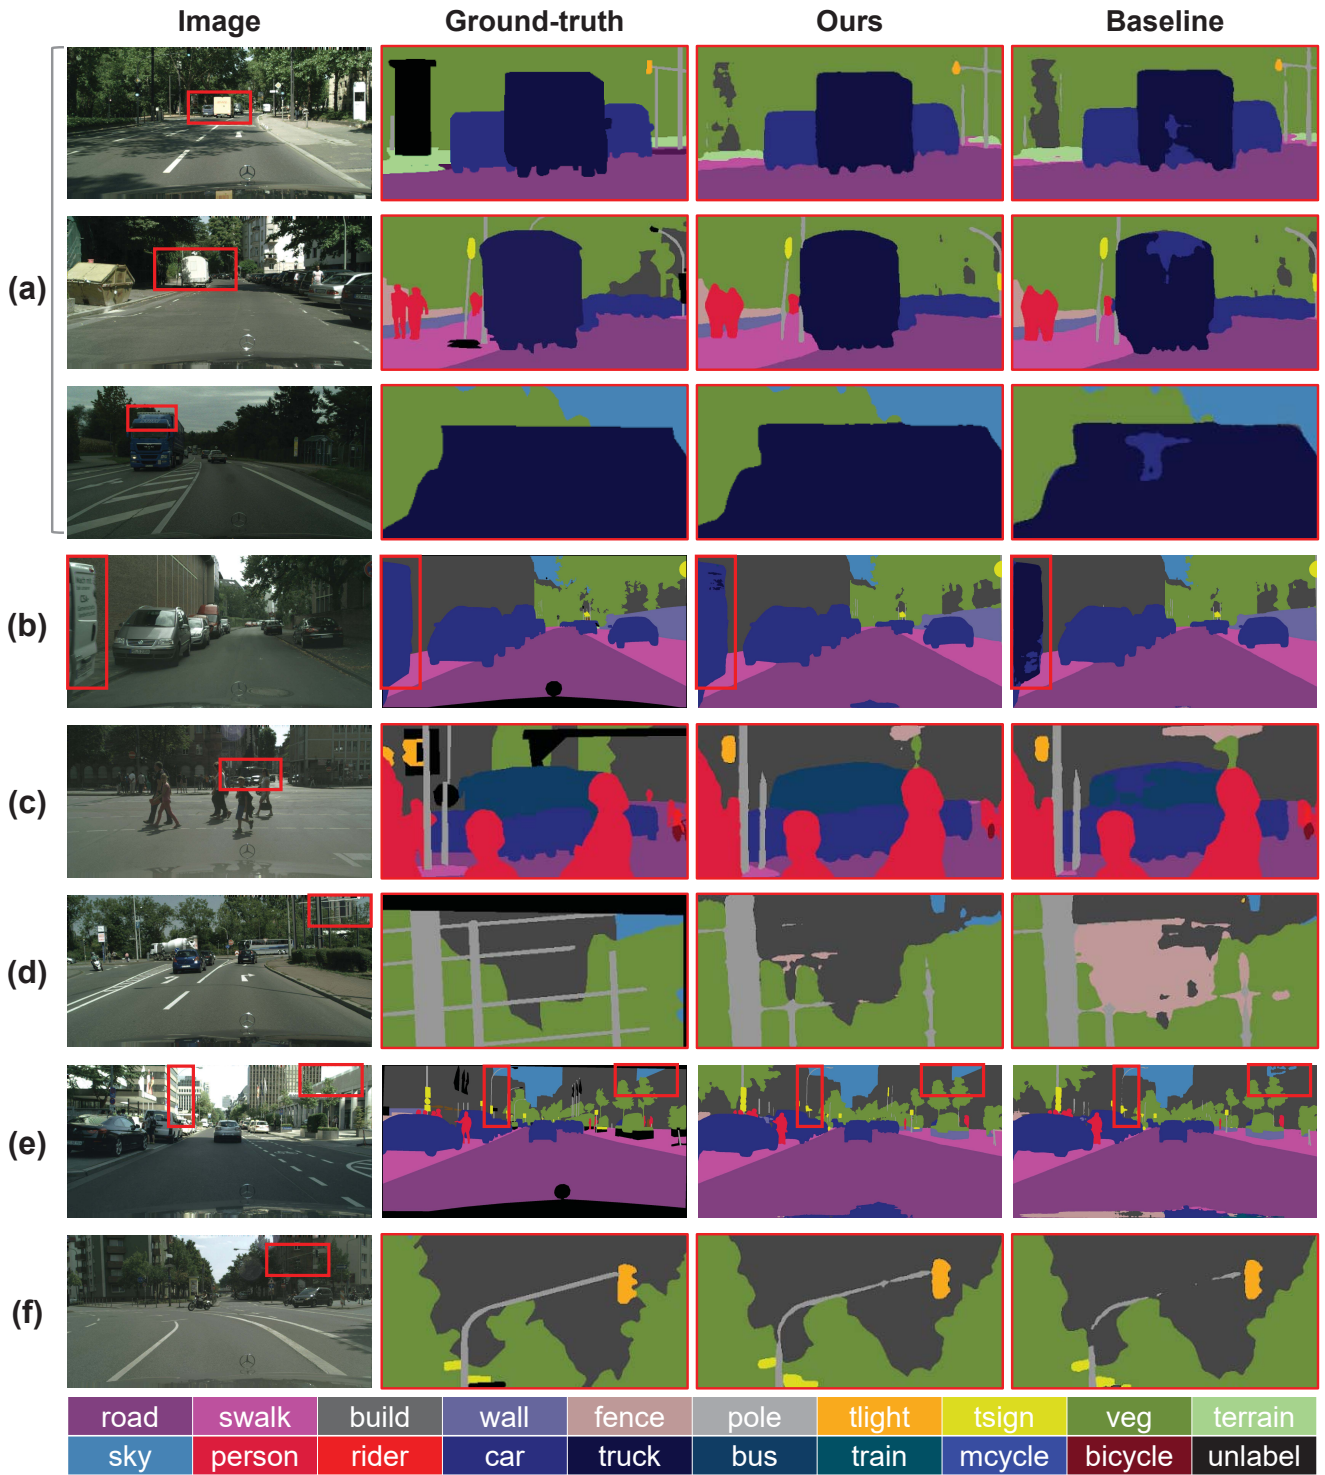 Image Ground-truth Ours Baseline
(a)
(b)
(c)
(d)
(e)
(f)
road swalk build wall fence pole tlight tsign veg terrain
sky person rider car truck bus train mcycle bicycle unlabel